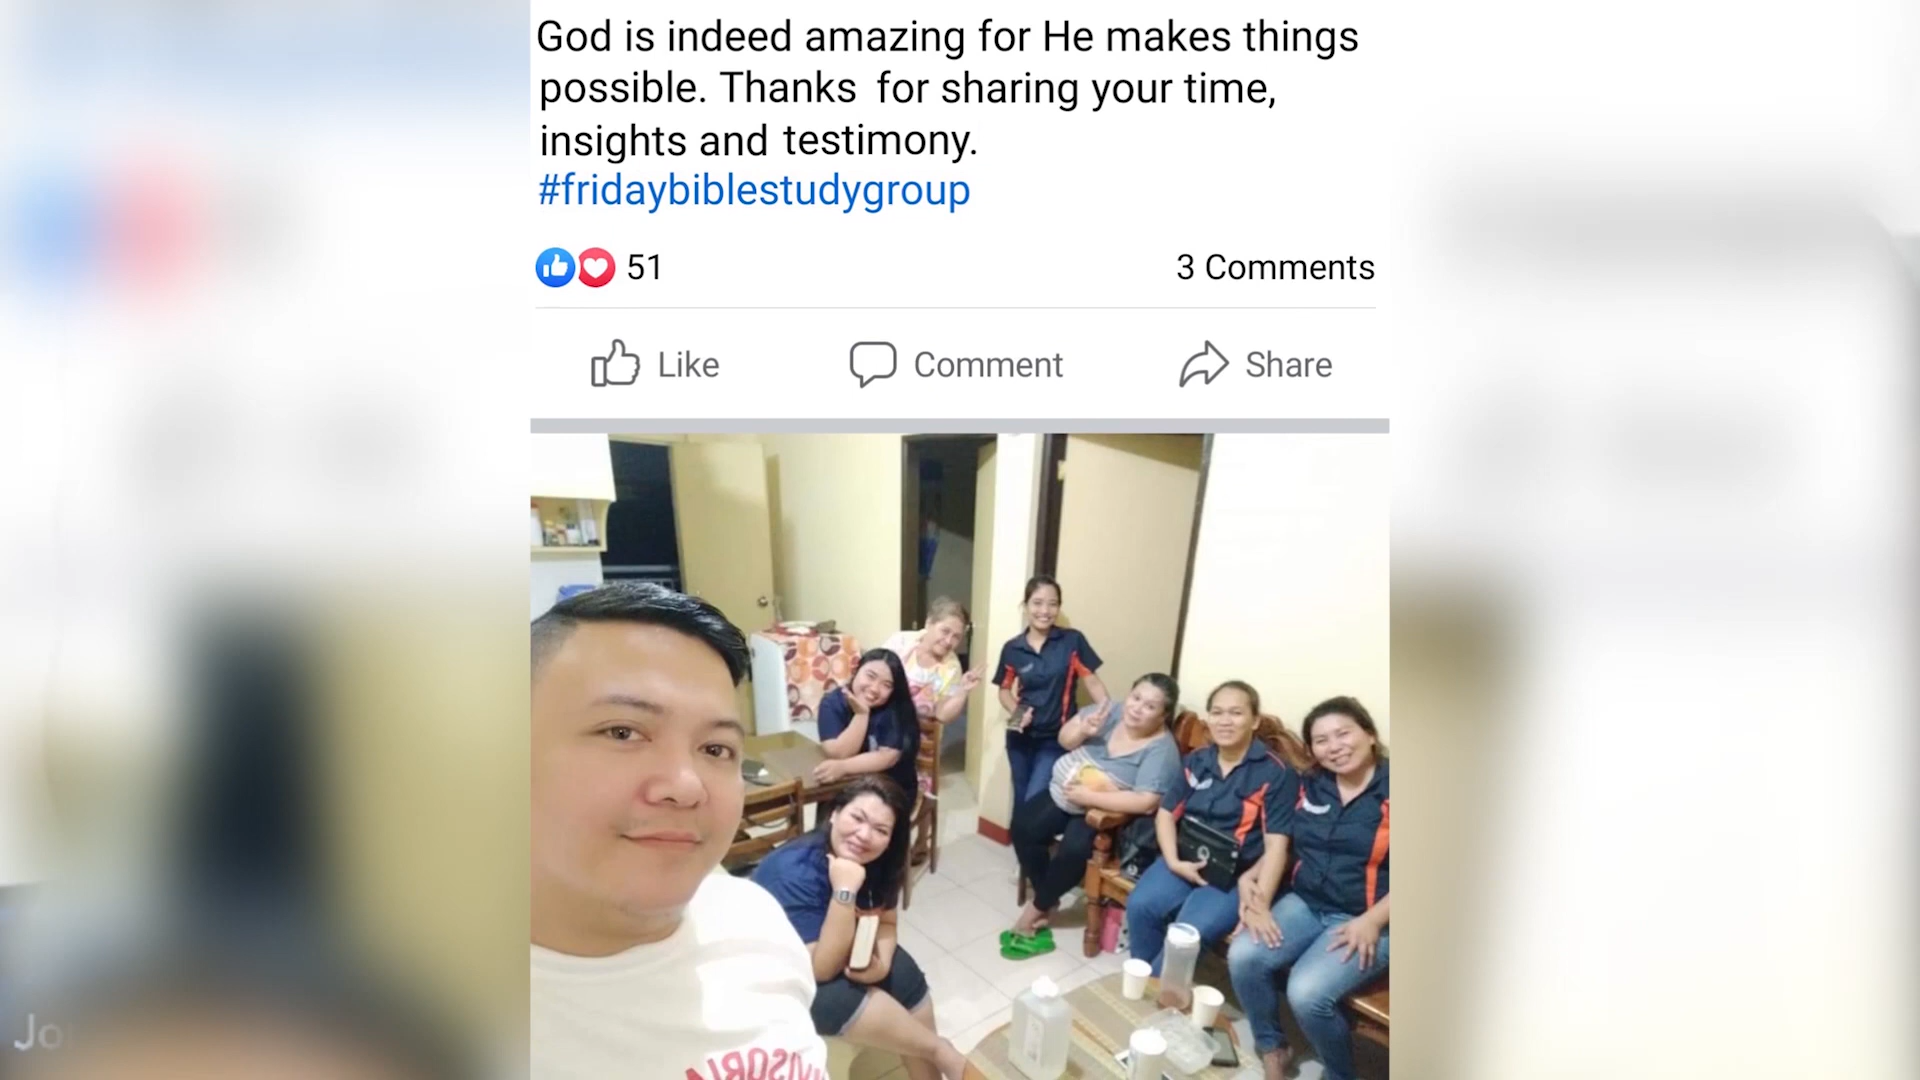 God is indeed amazing for He makes things
possible. Thanks for sharing your time,
insights and testimony.
#fridaybiblestudygroup
51
3 Comments
Like
Comment
Share